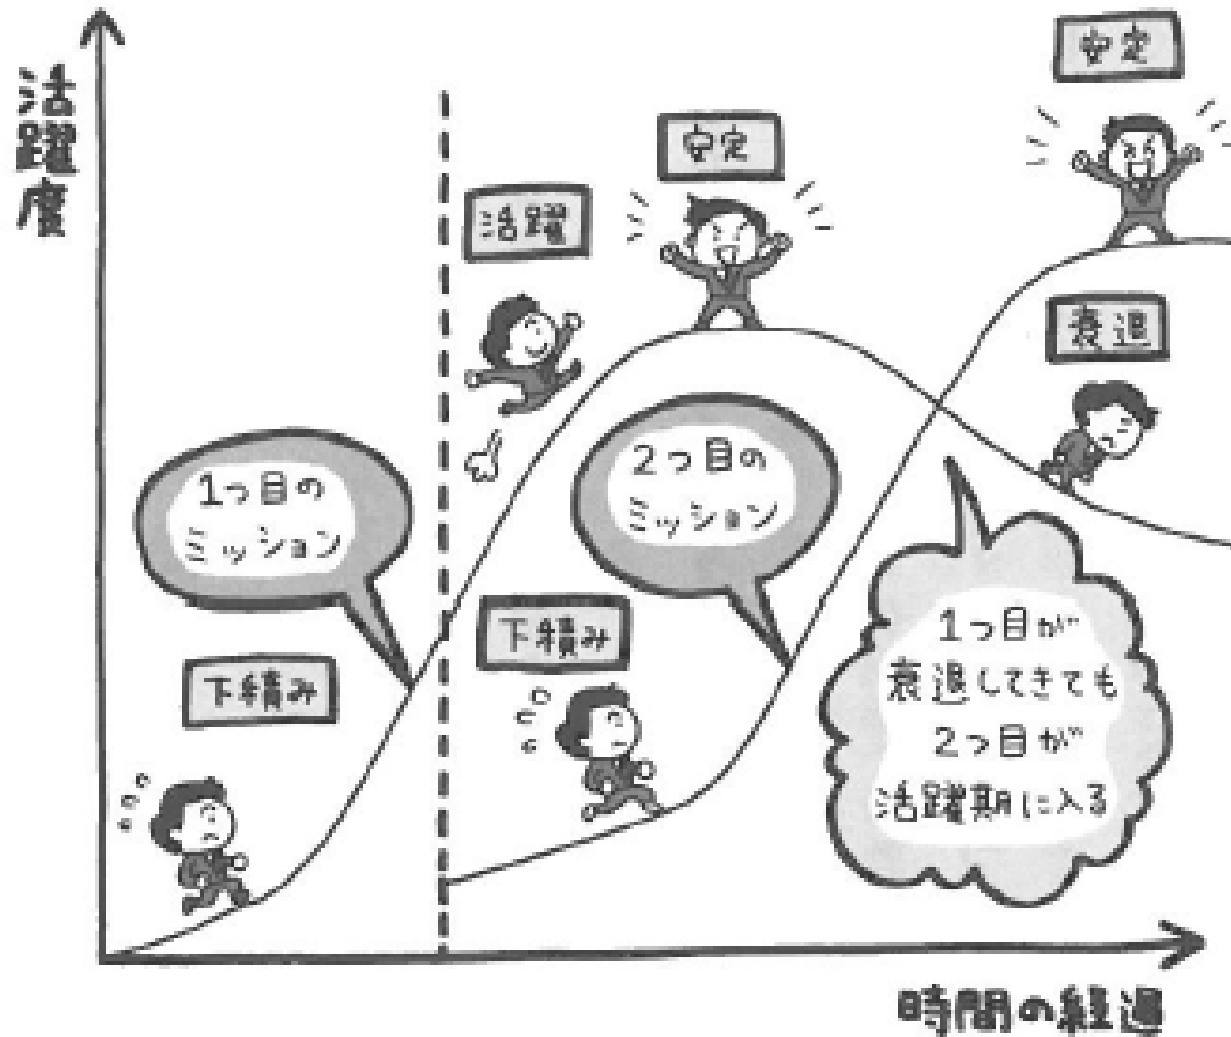 活躍度
安定
安定
活躍
衰退
1つ目の
ミッション
2つ目の
ミッション
下積み
下積み
1つ目が
衰退してきても
2つ目が
活躍期に入る
時間の経過